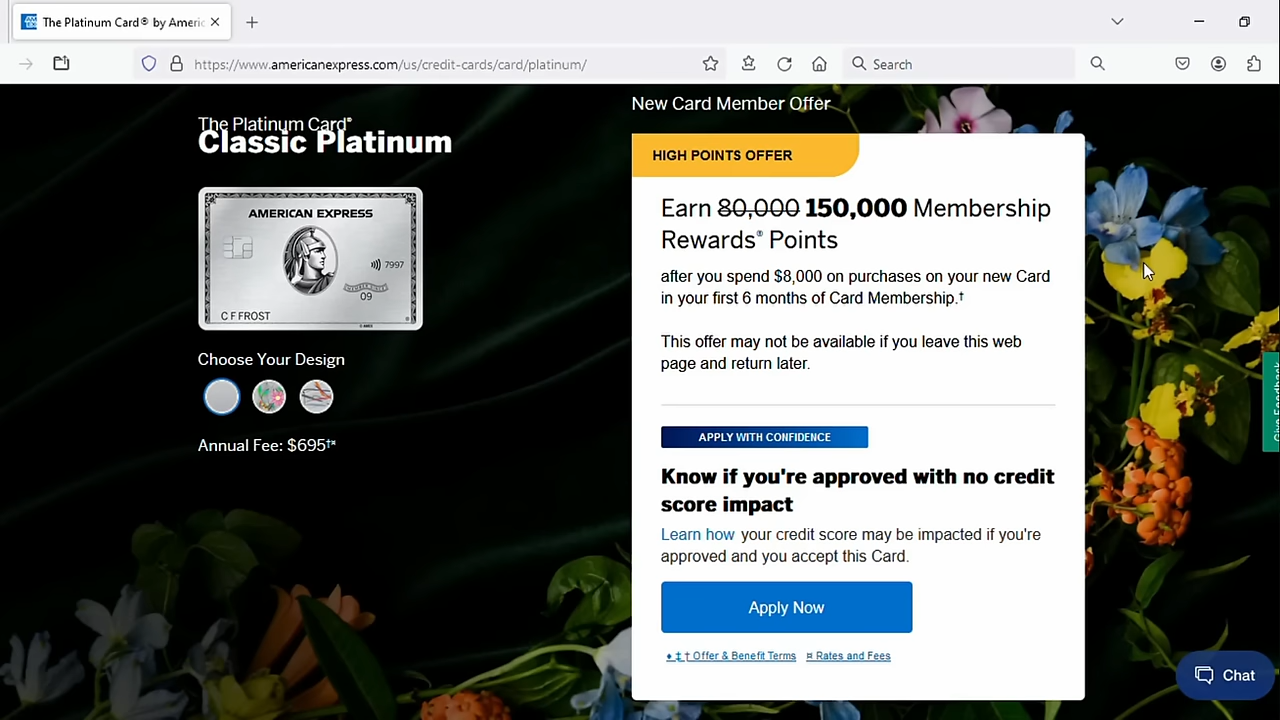 The Platinum Card® by Americ
https://www.americanexpress.com/us/credit-cards/card/platinum/
Search
The Platinum Card®
Classic Platinum
AMERICAN EXPRESS
7997
MEMBER SINCE
09
C F FROST
Choose Your Design
Annual Fee: $695†¤
New Card Member Offer
HIGH POINTS OFFER
Earn 80,000 150,000 Membership
Rewards® Points
after you spend $8,000 on purchases on your new Card
in your first 6 months of Card Membership.†
This offer may not be available if you leave this web
page and return later.
APPLY WITH CONFIDENCE
Know if you're approved with no credit
score impact
Learn how your credit score may be impacted if you're
approved and you accept this Card.
Apply Now
♦ ‡ † Offer & Benefit Terms ¤ Rates and Fees
Give Feedback
Chat